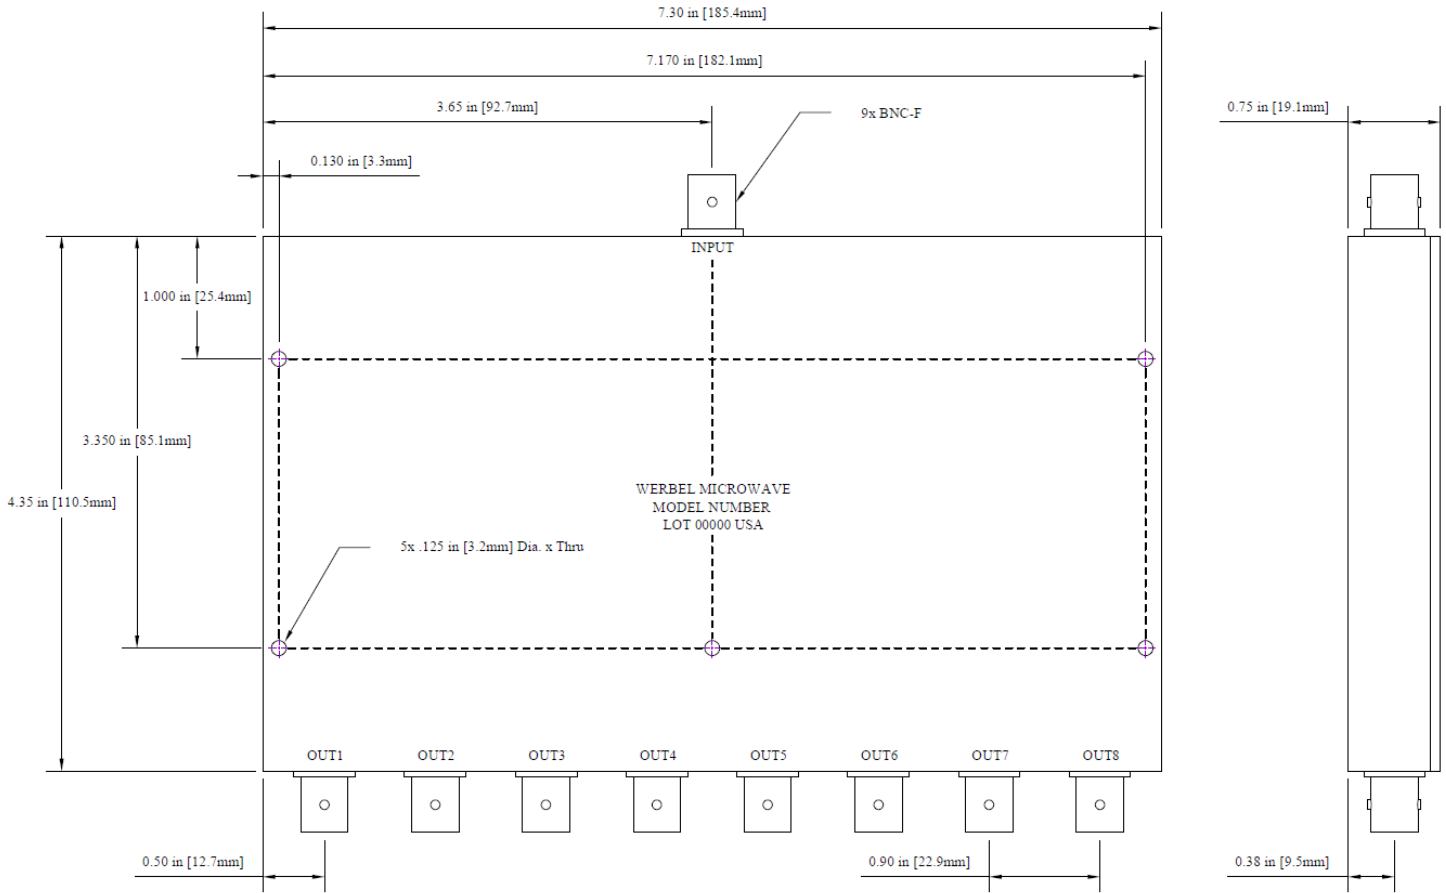 7.30 in [185.4mm]
7.170 in [182.1mm]
3.65 in [92.7mm]
9x BNC-F
0.75 in [19.1mm]
0.130 in [3.3mm]
INPUT
1.000 in [25.4mm]
3.350 in [85.1mm]
4.35 in [110.5mm]
WERBEL MICROWAVE
MODEL NUMBER
LOT 00000 USA
5x .125 in [3.2mm] Dia. x Thru
OUT1 OUT2 OUT3 OUT4 OUT5 OUT6 OUT7 OUT8
0.50 in [12.7mm]
0.90 in [22.9mm]
0.38 in [9.5mm]